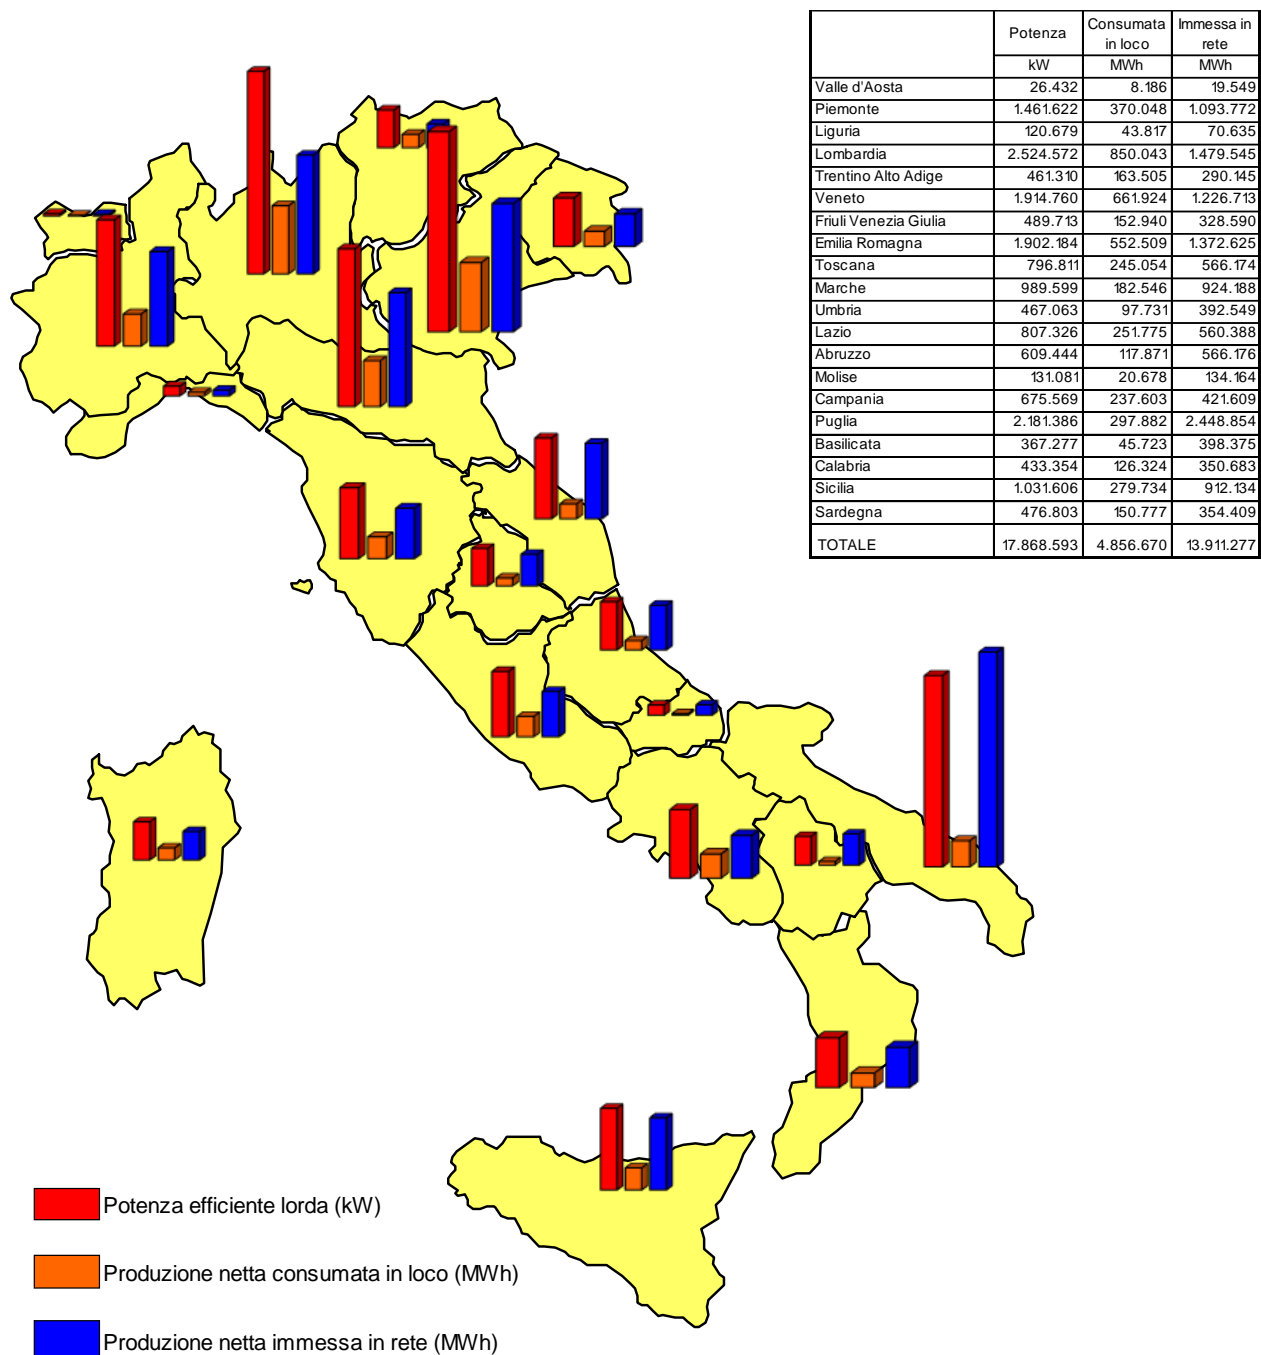 Potenza Consumata in loco Immessa in rete
kW MWh MWh
Valle d'Aosta 26.432 8.186 19.549
Piemonte 1.461.622 370.048 1.093.772
Liguria 120.679 43.817 70.635
Lombardia 2.524.572 850.043 1.479.545
Trentino Alto Adige 461.310 163.505 290.145
Veneto 1.914.760 661.924 1.226.713
Friuli Venezia Giulia 489.713 152.940 328.590
Emilia Romagna 1.902.184 552.509 1.372.625
Toscana 796.811 245.054 566.174
Marche 989.599 182.546 924.188
Umbria 467.063 97.731 392.549
Lazio 807.326 251.775 560.388
Abruzzo 609.444 117.871 566.176
Molise 131.081 20.678 134.164
Campania 675.569 237.603 421.609
Puglia 2.181.386 297.882 2.448.854
Basilicata 367.277 45.723 398.375
Calabria 433.354 126.324 350.683
Sicilia 1.031.606 279.734 912.134
Sardegna 476.803 150.777 354.409
TOTALE 17.868.593 4.856.670 13.911.277
Potenza efficiente lorda (kW)
Produzione netta consumata in loco (MWh)
Produzione netta immessa in rete (MWh)